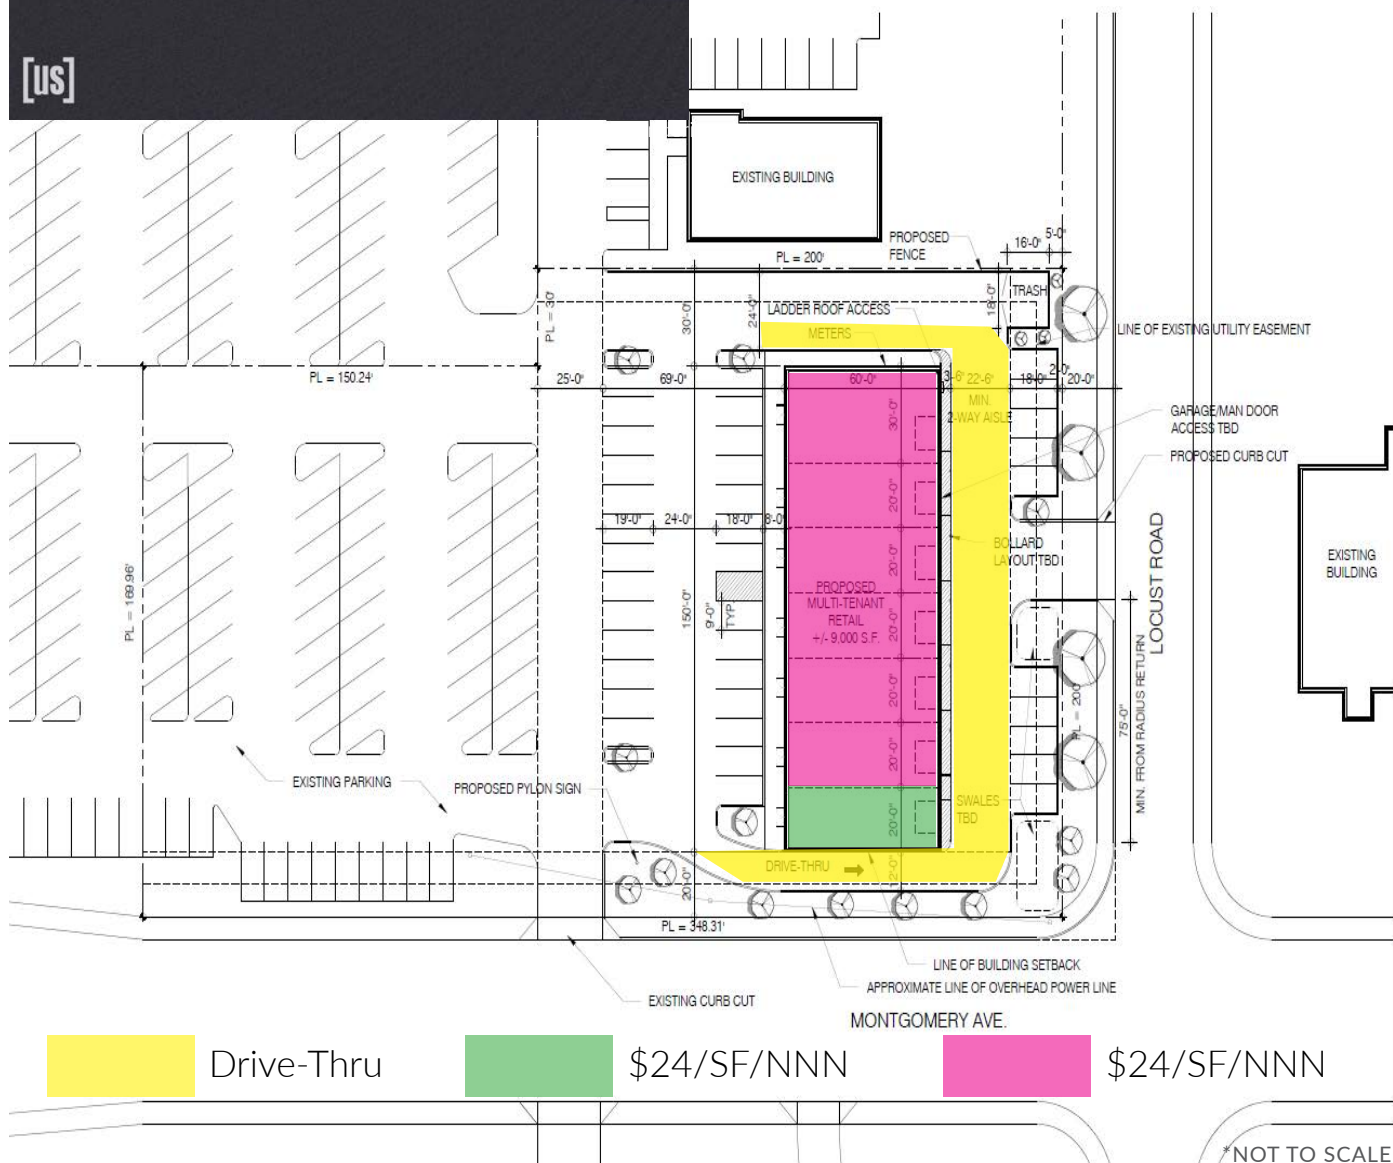 [us]
EXISTING BUILDING
PROPOSED
FENCE
16'-0"
5'-0"
PL = 200'
TRASH
18'-0"
PL = 30'
30'-0"
24'-0"
LADDER ROOF ACCESS
METERS
LINE OF EXISTING UTILITY EASEMENT
PL = 150.24'
25'-0"
69'-0"
60'-0"
3'-6"
22'-6"
18'-0"
2'-0"
20'-0"
MIN.
2-WAY AISLE
GARAGE/MAN DOOR
ACCESS TBD
PROPOSED CURB CUT
30'-0"
20'-0"
19'-0"
24'-0"
18'-0"
8'-0"
BOLLARD
LAYOUT TBD
20'-0"
LOCUST ROAD
EXISTING
BUILDING
PL = 169.96'
150'-0"
9'-0"
TYP.
PROPOSED
MULTI-TENANT
RETAIL
+/- 9,000 S.F.
20'-0"
20'-0"
20'-0"
20'-0"
PL = 200'
75'-0"
MIN. FROM RADIUS RETURN
EXISTING PARKING
PROPOSED PYLON SIGN
SWALES
TBD
DRIVE-THRU
12'-0"
20'-0"
PL = 348.31'
LINE OF BUILDING SETBACK
APPROXIMATE LINE OF OVERHEAD POWER LINE
EXISTING CURB CUT
MONTGOMERY AVE.
Drive-Thru
$24/SF/NNN
$24/SF/NNN
*NOT TO SCALE